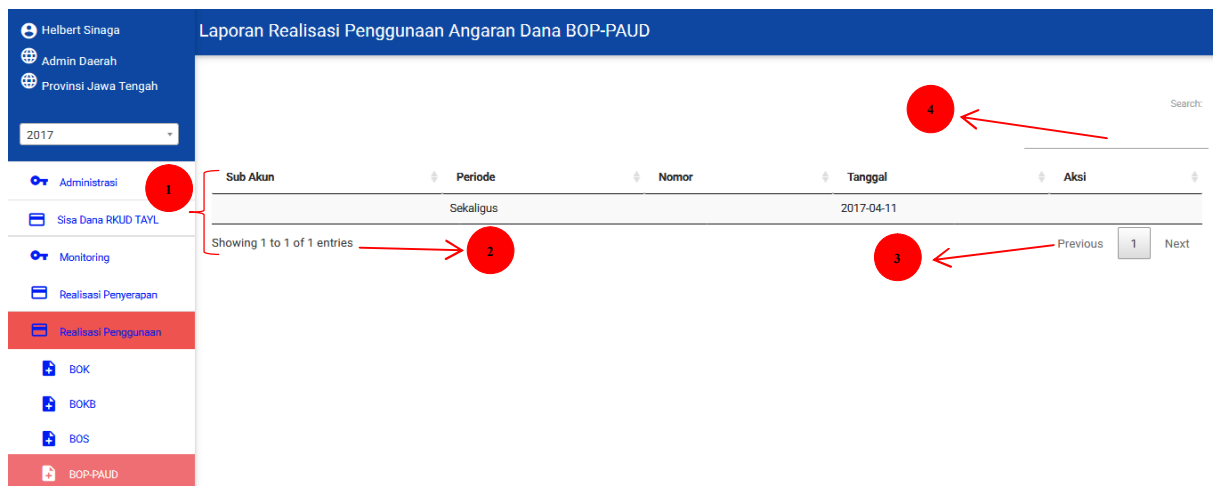 Helbert Sinaga
Admin Daerah
Provinsi Jawa Tengah
2017
Administrasi
Sisa Dana RKUD TAYL
Monitoring
Realisasi Penyerapan
Realisasi Penggunaan
BOK
BOKB
BOS
BOP-PAUD
Laporan Realisasi Penggunaan Angaran Dana BOP-PAUD
4
Search:
1
Sub Akun Periode Nomor Tanggal Aksi
Sekaligus 2017-04-11
Showing 1 to 1 of 1 entries
2
3
Previous 1 Next